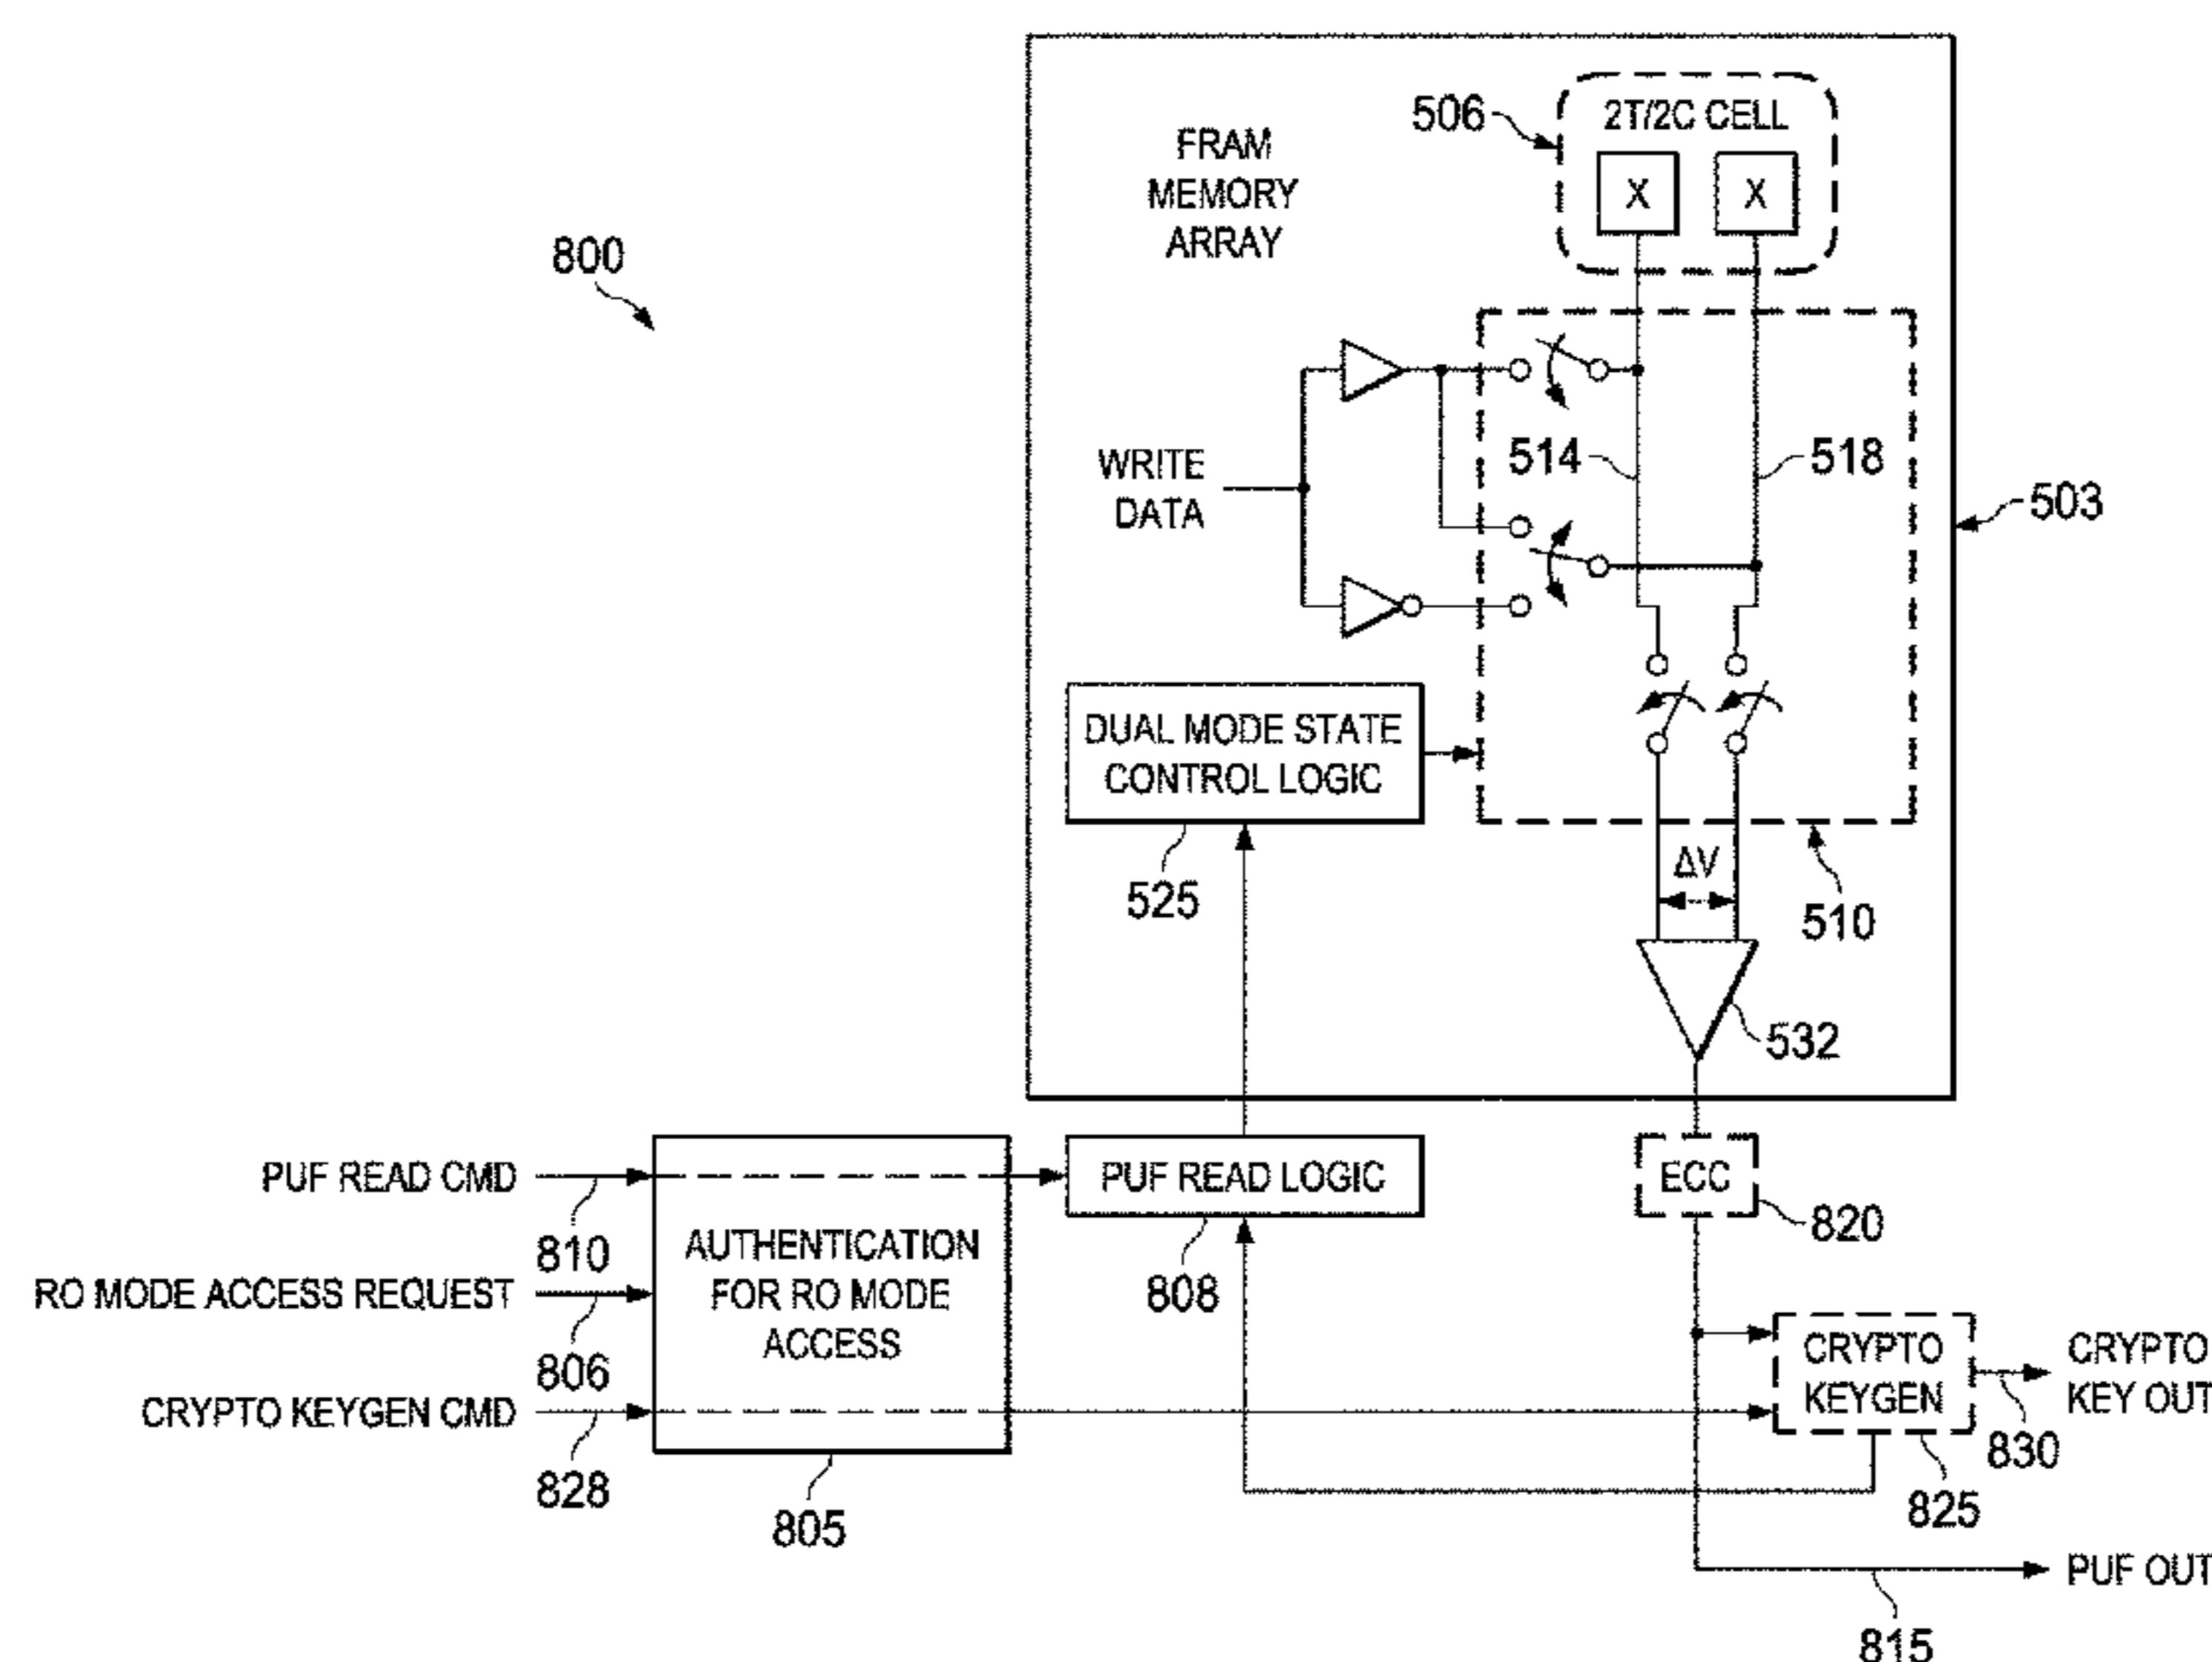 2T/2C CELL
506
X X
FRAM
MEMORY
ARRAY
800
514
518
WRITE
DATA
503
DUAL MODE STATE
CONTROL LOGIC
525
ΔV
510
532
PUF READ CMD
810
PUF READ LOGIC
808
ECC
820
AUTHENTICATION
FOR RO MODE
ACCESS
RO MODE ACCESS REQUEST
806
CRYPTO KEYGEN CMD
828
805
CRYPTO
KEYGEN
CRYPTO
KEY OUT
830
825
PUF OUT
815